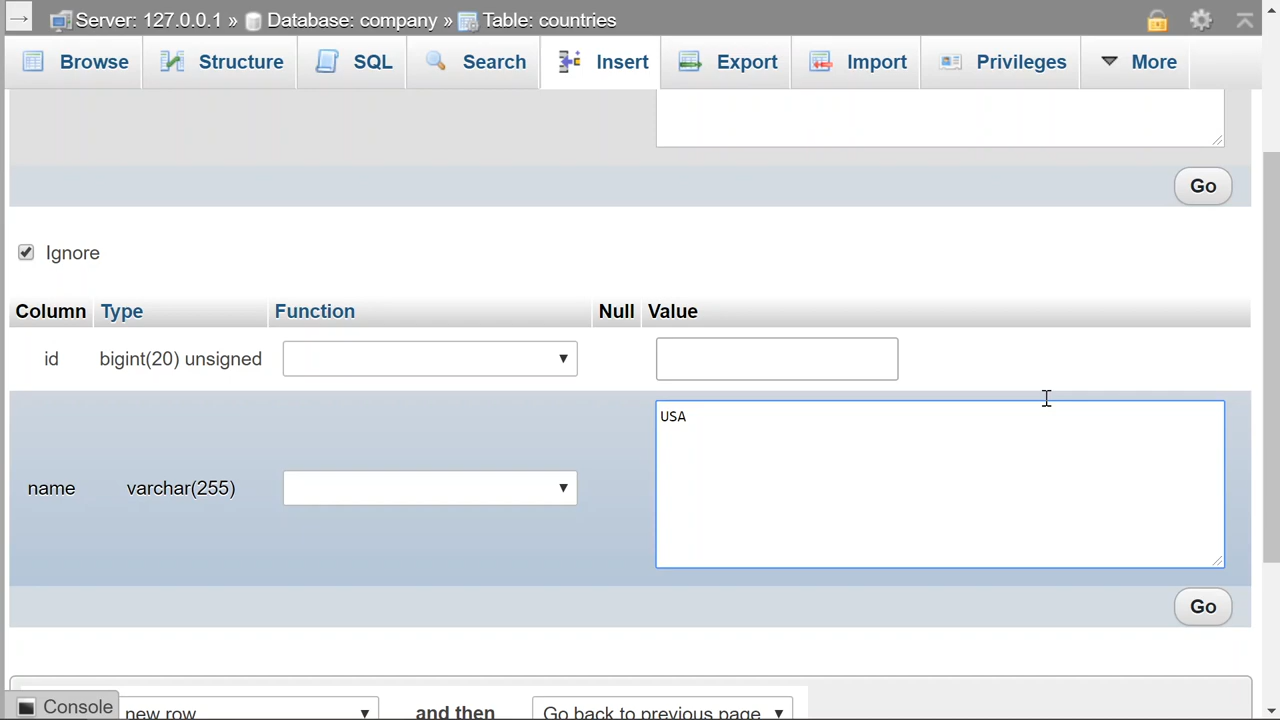 Server: 127.0.0.1 » Database: company » Table: countries
Browse Structure SQL Search Insert Export Import Privileges More
Go
Ignore
Column Type Function Null Value
id bigint(20) unsigned
USA
name varchar(255)
Go
Console new row and then Go back to previous page